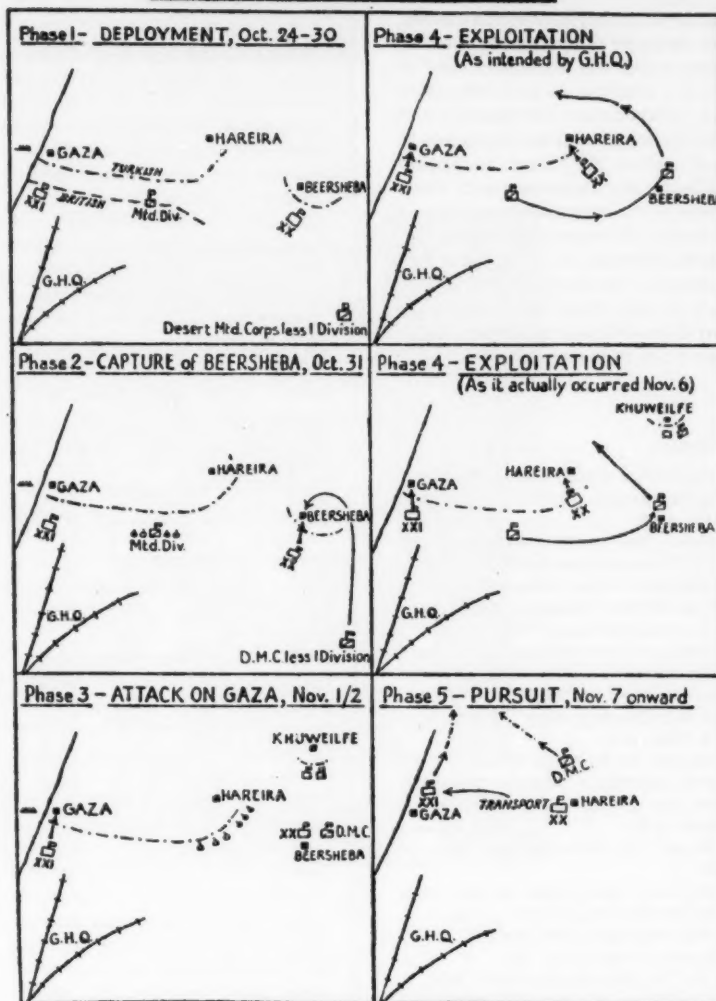 Phase 1 - DEPLOYMENT, Oct. 24-30
HAREIRA
GAZA
TURKISH
BEERSHEBA
XXI
BRITISH
Mtd. Div.
XX
G.H.Q.
Desert Mtd. Corps less 1 Division
Phase 4 - EXPLOITATION
(As intended by G.H.Q.)
HAREIRA
GAZA
XXI
XX
BEERSHEBA
G.H.Q.
Phase 2 - CAPTURE of BEERSHEBA, Oct. 31
HAREIRA
GAZA
BEERSHEBA
XXI
Mtd. Div.
XX
G.H.Q.
D.M.C less 1 Division
Phase 4 - EXPLOITATION
(As it actually occurred Nov. 6)
KHUWEILFE
HAREIRA
GAZA
XXI
XX
BEERSHEBA
G.H.Q.
Phase 3 - ATTACK ON GAZA, Nov. 1/2
KHUWEILFE
HAREIRA
GAZA
XX
D.M.C.
XXI
BEERSHEBA
G.H.Q.
Phase 5 - PURSUIT, Nov. 7 onward
D.M.C.
XXI
TRANSPORT
HAREIRA
GAZA
XX
G.H.Q.